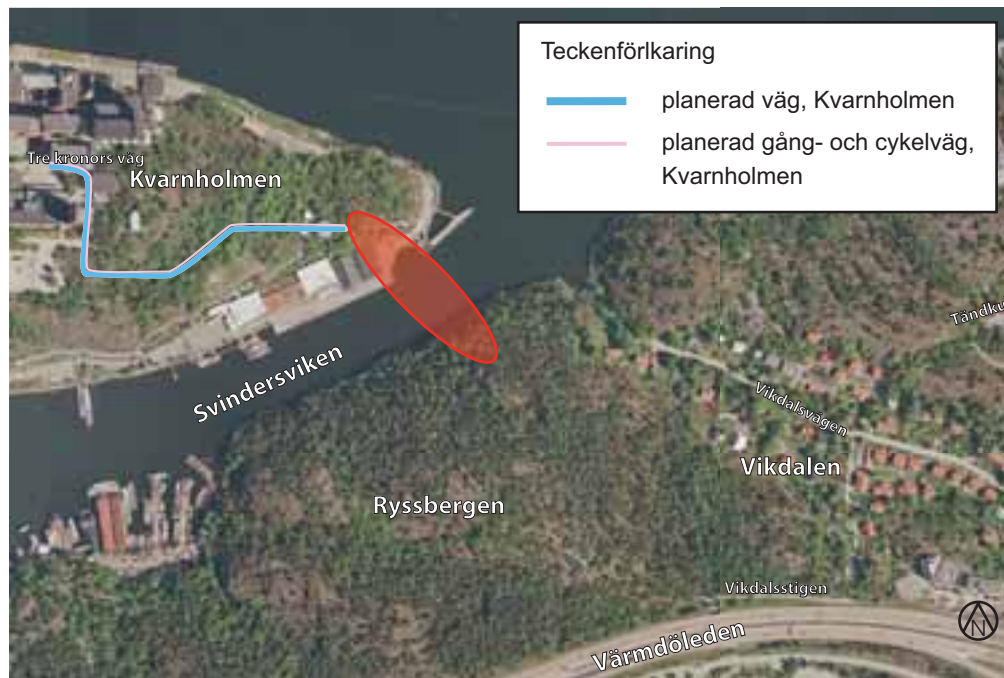 Teckenförlkaring
planerad väg, Kvarnholmen
planerad gång- och cykelväg,
Kvarnholmen
Tre kronors väg
Kvarnholmen
Svindersviken
Tändku
Vikdalsvägen
Vikdalen
Ryssbergen
Vikdalsstigen
Värmdöleden
N